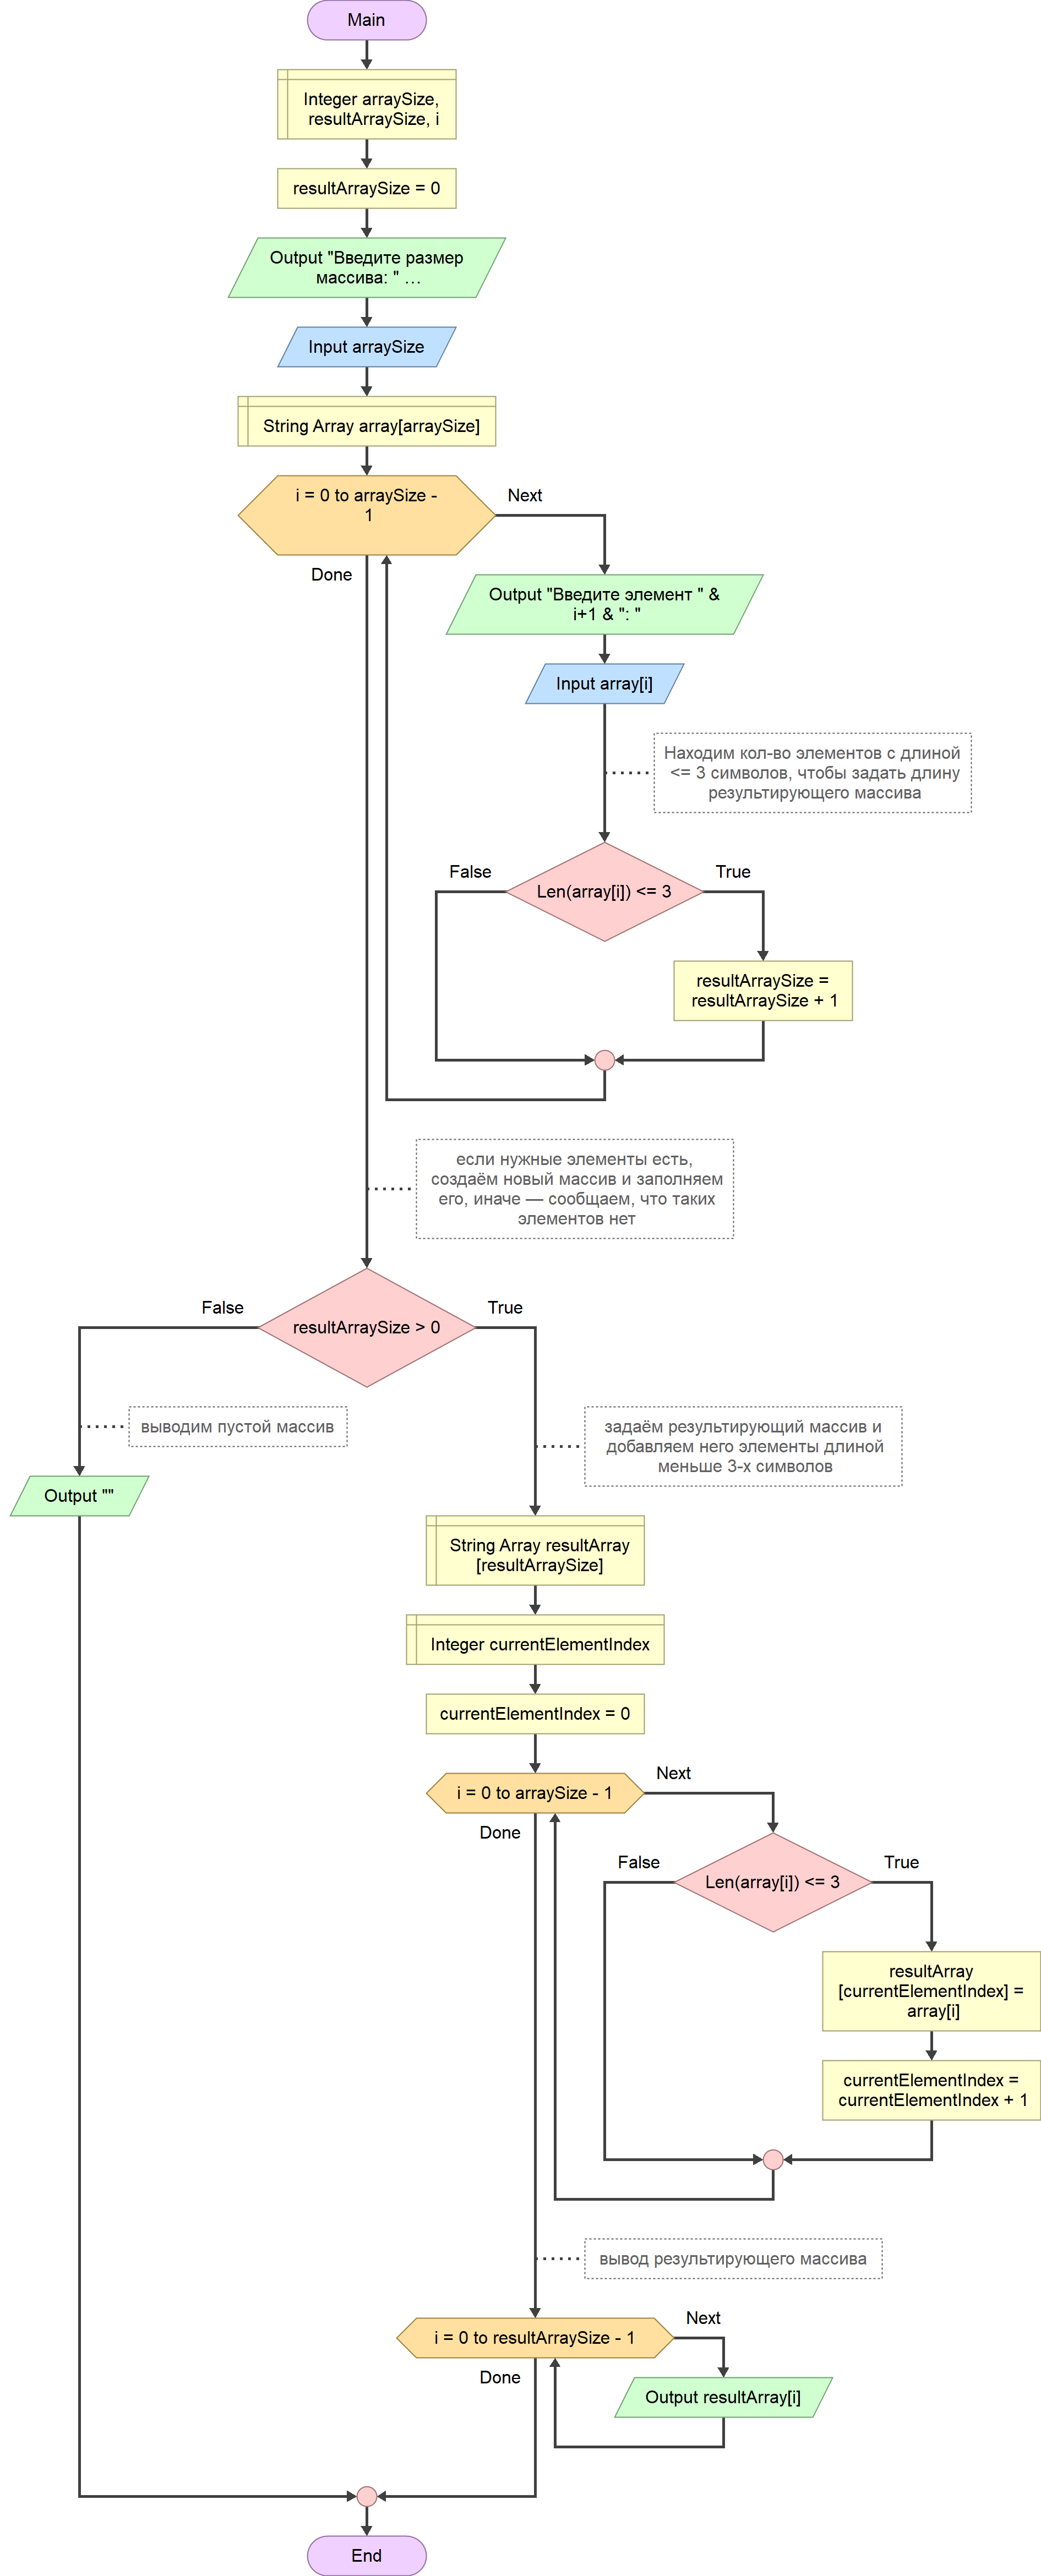 Main
Integer arraySize,
resultArraySize, i
resultArraySize = 0
Output "Введите размер
массива: " …
Input arraySize
String Array array[arraySize]
i = 0 to arraySize -
1
Next
Done
Output "Введите элемент " &
i+1 & ": "
Input array[i]
Находим кол-во элементов с длиной
<= 3 символов, чтобы задать длину
результирующего массива
False
True
Len(array[i]) <= 3
resultArraySize =
resultArraySize + 1
если нужные элементы есть,
создаём новый массив и заполняем
его, иначе — сообщаем, что таких
элементов нет
False
True
resultArraySize > 0
выводим пустой массив
задаём результирующий массив и
добавляем него элементы длиной
меньше 3-х символов
Output ""
String Array resultArray
[resultArraySize]
Integer currentElementIndex
currentElementIndex = 0
i = 0 to arraySize - 1
Next
Done
False
True
Len(array[i]) <= 3
resultArray
[currentElementIndex] =
array[i]
currentElementIndex =
currentElementIndex + 1
вывод результирующего массива
i = 0 to resultArraySize - 1
Next
Done
Output resultArray[i]
End